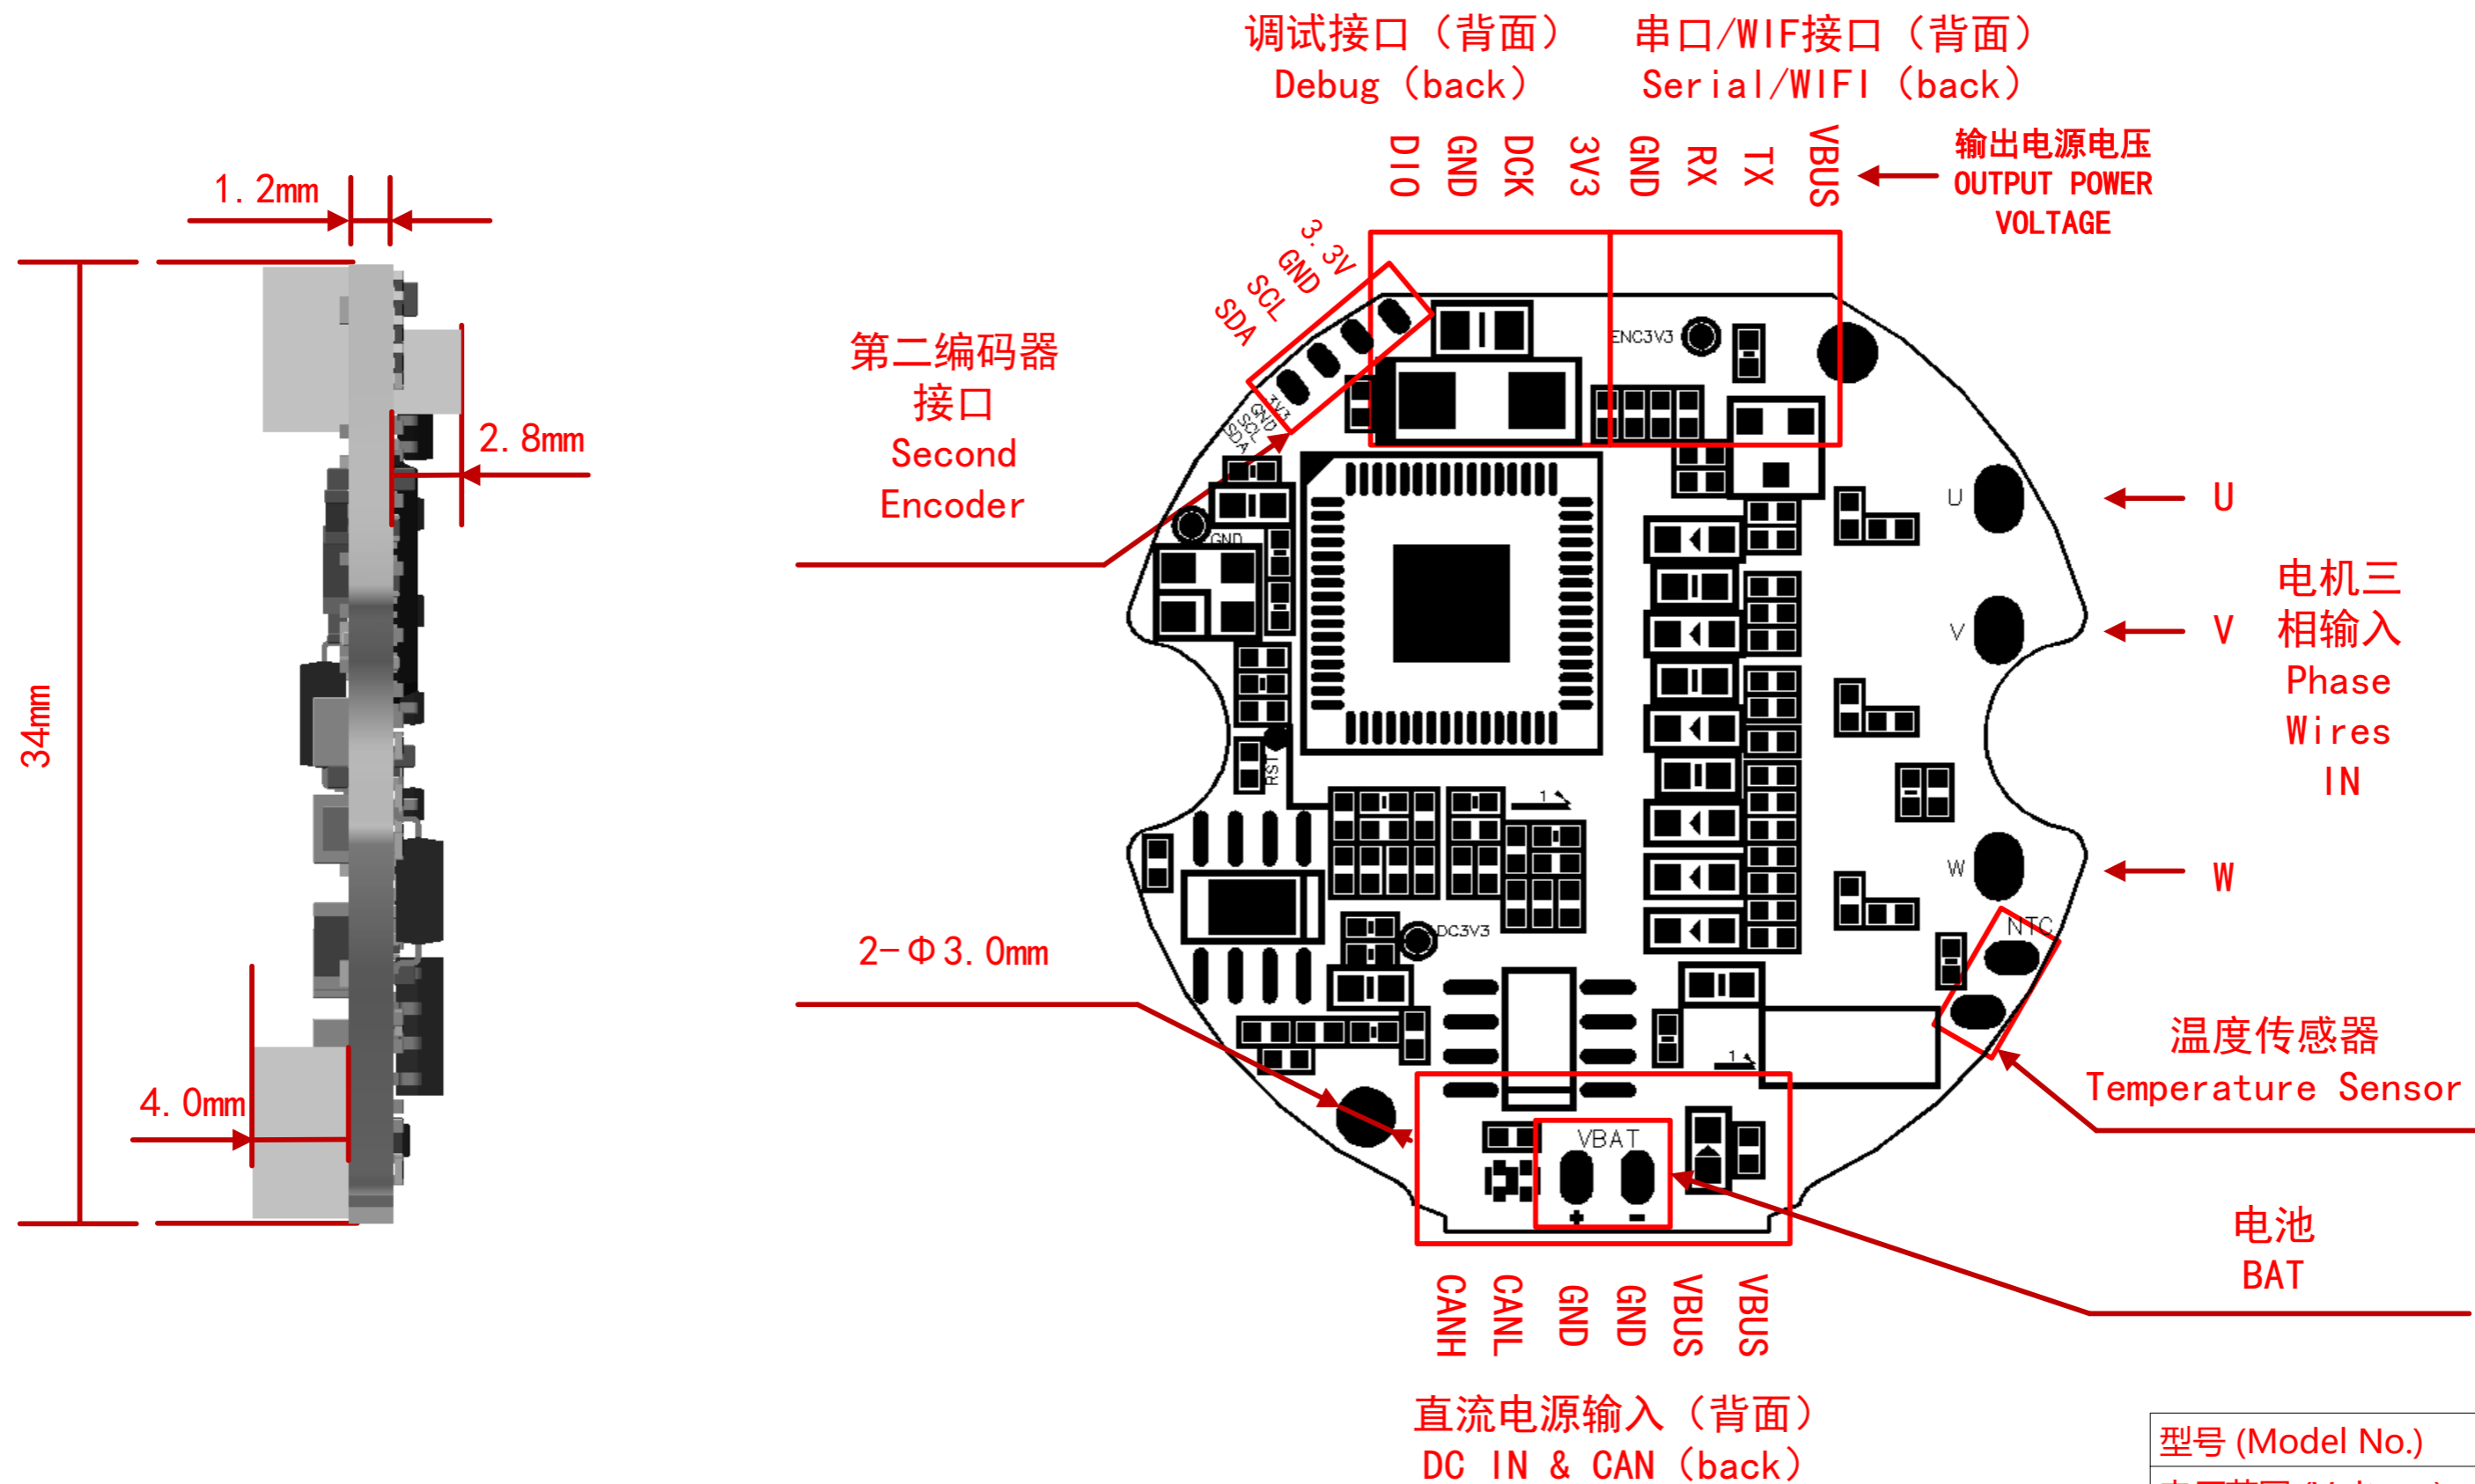 调试接口（背面）
Debug（back）
串口/WIF接口（背面）
Serial/WIFI（back）
DIO
GND
DCK
3V3
GND
RX
TX
VBUS
输出电源电压
OUTPUT POWER
VOLTAGE
1.2mm
34mm
2.8mm
4.0mm
3.3V
GND
SCL
SDA
第二编码器
接口
Second
Encoder
3V3
GND
SCL
SDA
ENC3V3
GND
RST
1
DC3V3
1
U
V
W
NTC
VBAT
+
-
U
V
W
电机三
相输入
Phase
Wires
IN
2-Φ3.0mm
温度传感器
Temperature Sensor
电池
BAT
CANH
CANL
GND
GND
VBUS
VBUS
直流电源输入（背面）
DC IN & CAN（back）
型号 (Model No.)